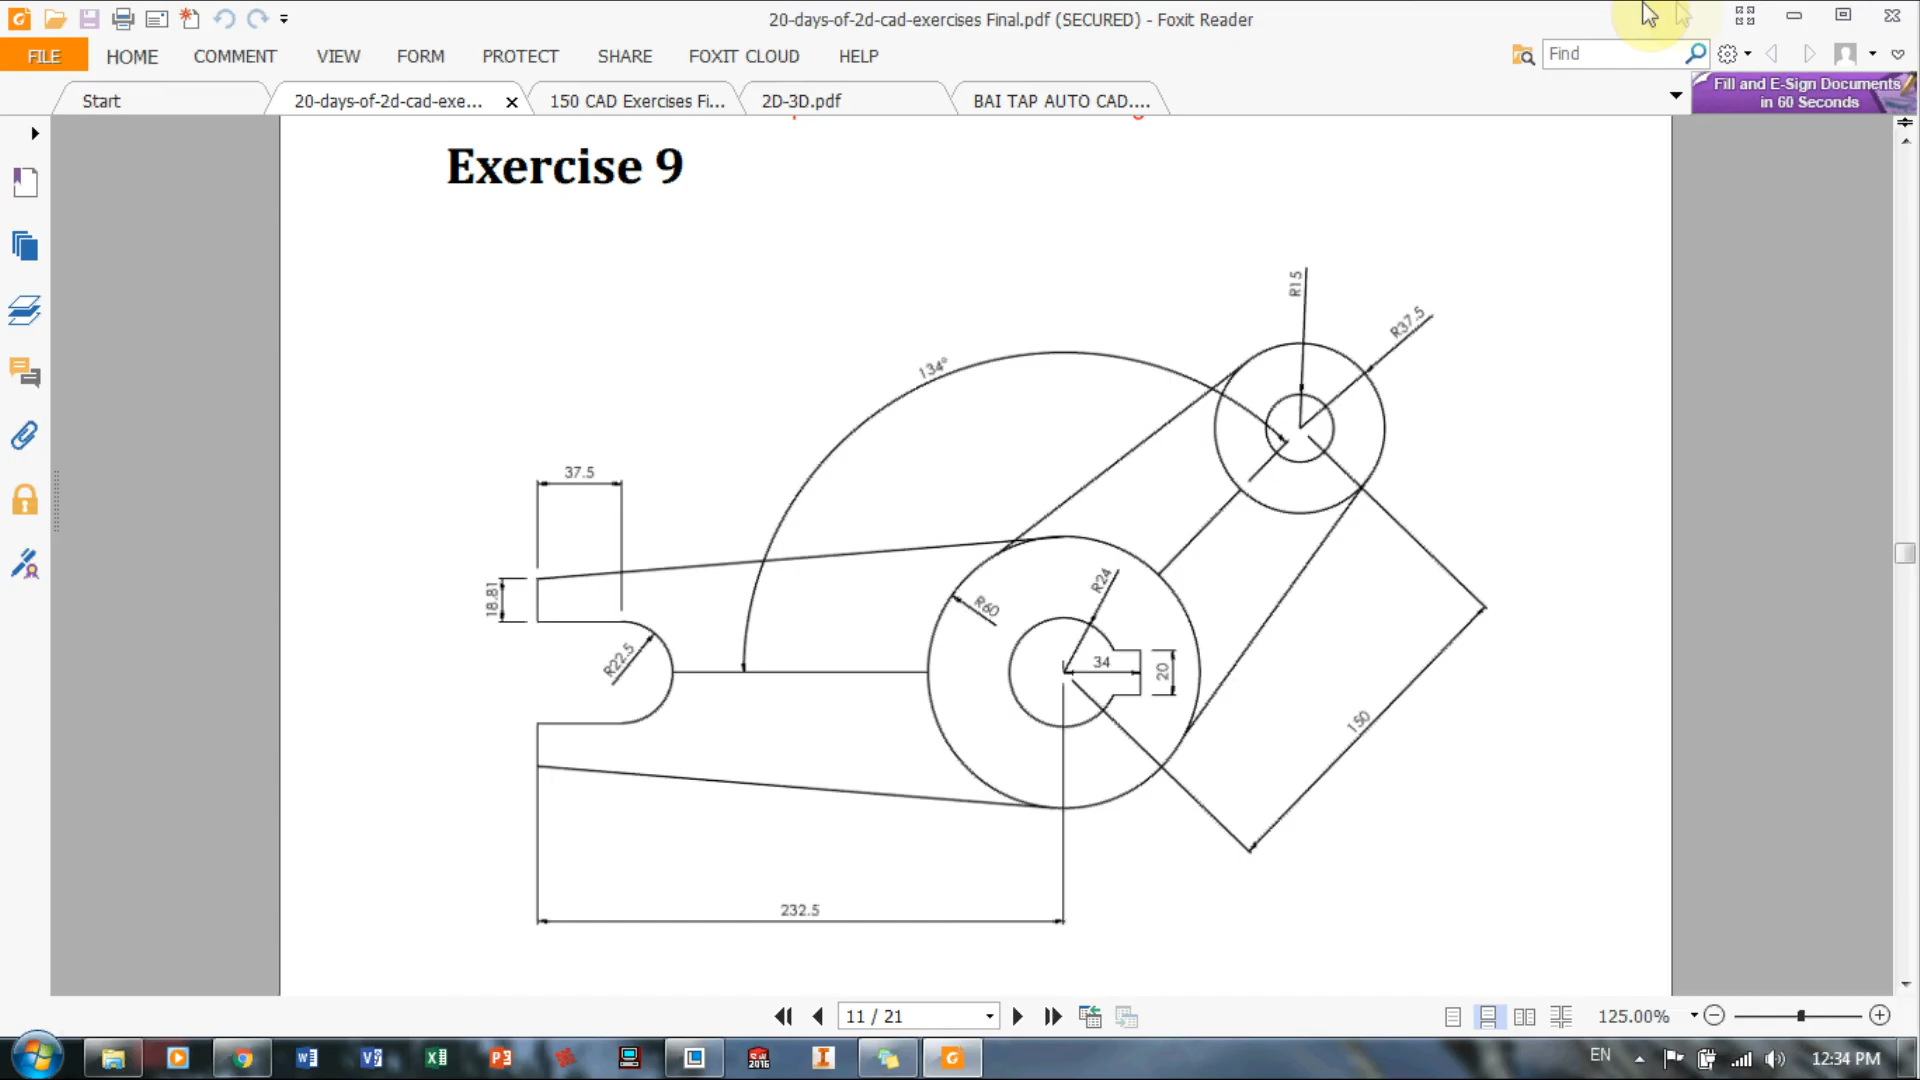 20-days-of-2d-cad-exercises Final.pdf (SECURED) - Foxit Reader
FILE HOME COMMENT VIEW FORM PROTECT SHARE FOXIT CLOUD HELP
Find
Start 20-days-of-2d-cad-exe... 150 CAD Exercises Fi... 2D-3D.pdf BAI TAP AUTO CAD....
Fill and E-Sign Documents
in 60 Seconds
Exercise 9
R15
R37.5
134°
37.5
18.81
R22.5
R60
R24
34
20
150
232.5
11 / 21
125.00%
SW
2016
EN
12:34 PM